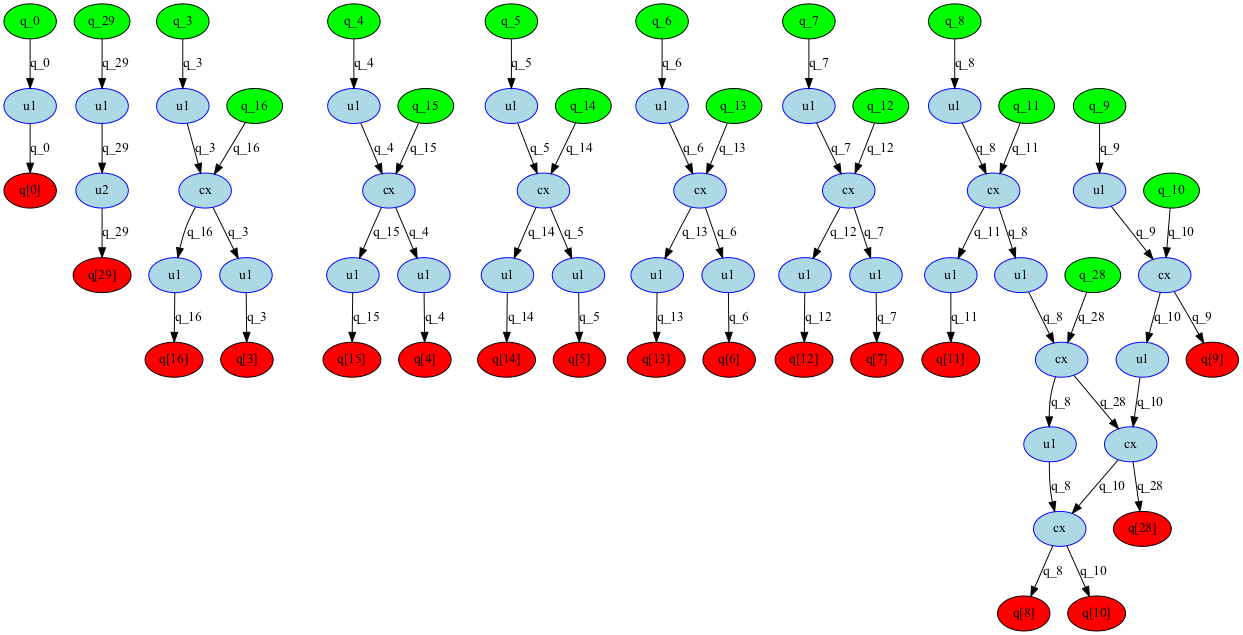 q_0 q_29 q_3 q_4 q_5 q_6 q_7 q_8
q_0 q_29 q_3 q_4 q_5 q_6 q_7 q_8
u1 u1 u1 q_16 u1 q_15 u1 q_14 u1 q_13 u1 q_12 u1 q_11 q_9
q_0 q_29 q_3 q_16 q_4 q_15 q_5 q_14 q_6 q_13 q_7 q_12 q_8 q_11 q_9
q[0] u2 cx cx cx cx cx cx u1 q_10
q_29 q_16 q_3 q_15 q_4 q_14 q_5 q_13 q_6 q_12 q_7 q_11 q_8 q_9 q_10
q[29] u1 u1 u1 u1 u1 u1 u1 u1 u1 u1 u1 u1 q_28 cx
q_16 q_3 q_15 q_4 q_14 q_5 q_13 q_6 q_12 q_7 q_11 q_8 q_28 q_10 q_9
q[16] q[3] q[15] q[4] q[14] q[5] q[13] q[6] q[12] q[7] q[11] cx u1 q[9]
q_8 q_28 q_10
u1 cx
q_8 q_10 q_28
cx q[28]
q_8 q_10
q[8] q[10]